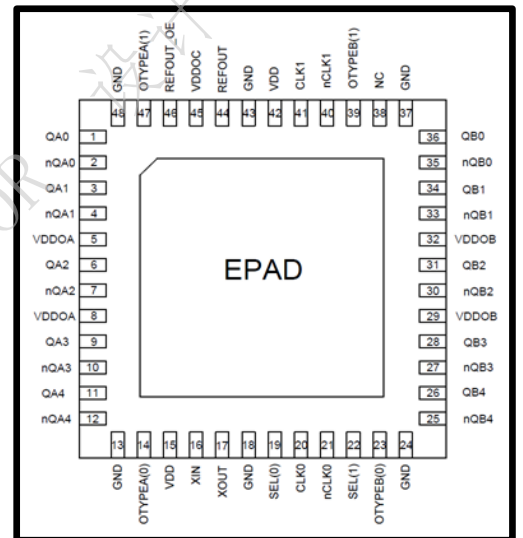 GND
OTYPEA(1)
REFOUT_OE
VDDOC
REFOUT
GND
VDD
CLK1
nCLK1
OTYPEB(1)
NC
GND
48 47 46 45 44 43 42 41 40 39 38 37
QA0 1
nQA0 2
QA1 3
nQA1 4
VDDOA 5
QA2 6
nQA2 7
VDDOA 8
QA3 9
nQA3 10
QA4 11
nQA4 12
EPAD
36 QB0
35 nQB0
34 QB1
33 nQB1
32 VDDOB
31 QB2
30 nQB2
29 VDDOB
28 QB3
27 nQB3
26 QB4
25 nQB4
13 14 15 16 17 18 19 20 21 22 23 24
GND
OTYPEA(0)
VDD
XIN
XOUT
GND
SEL(0)
CLK0
nCLK0
SEL(1)
OTYPEB(0)
GND
OR 设计